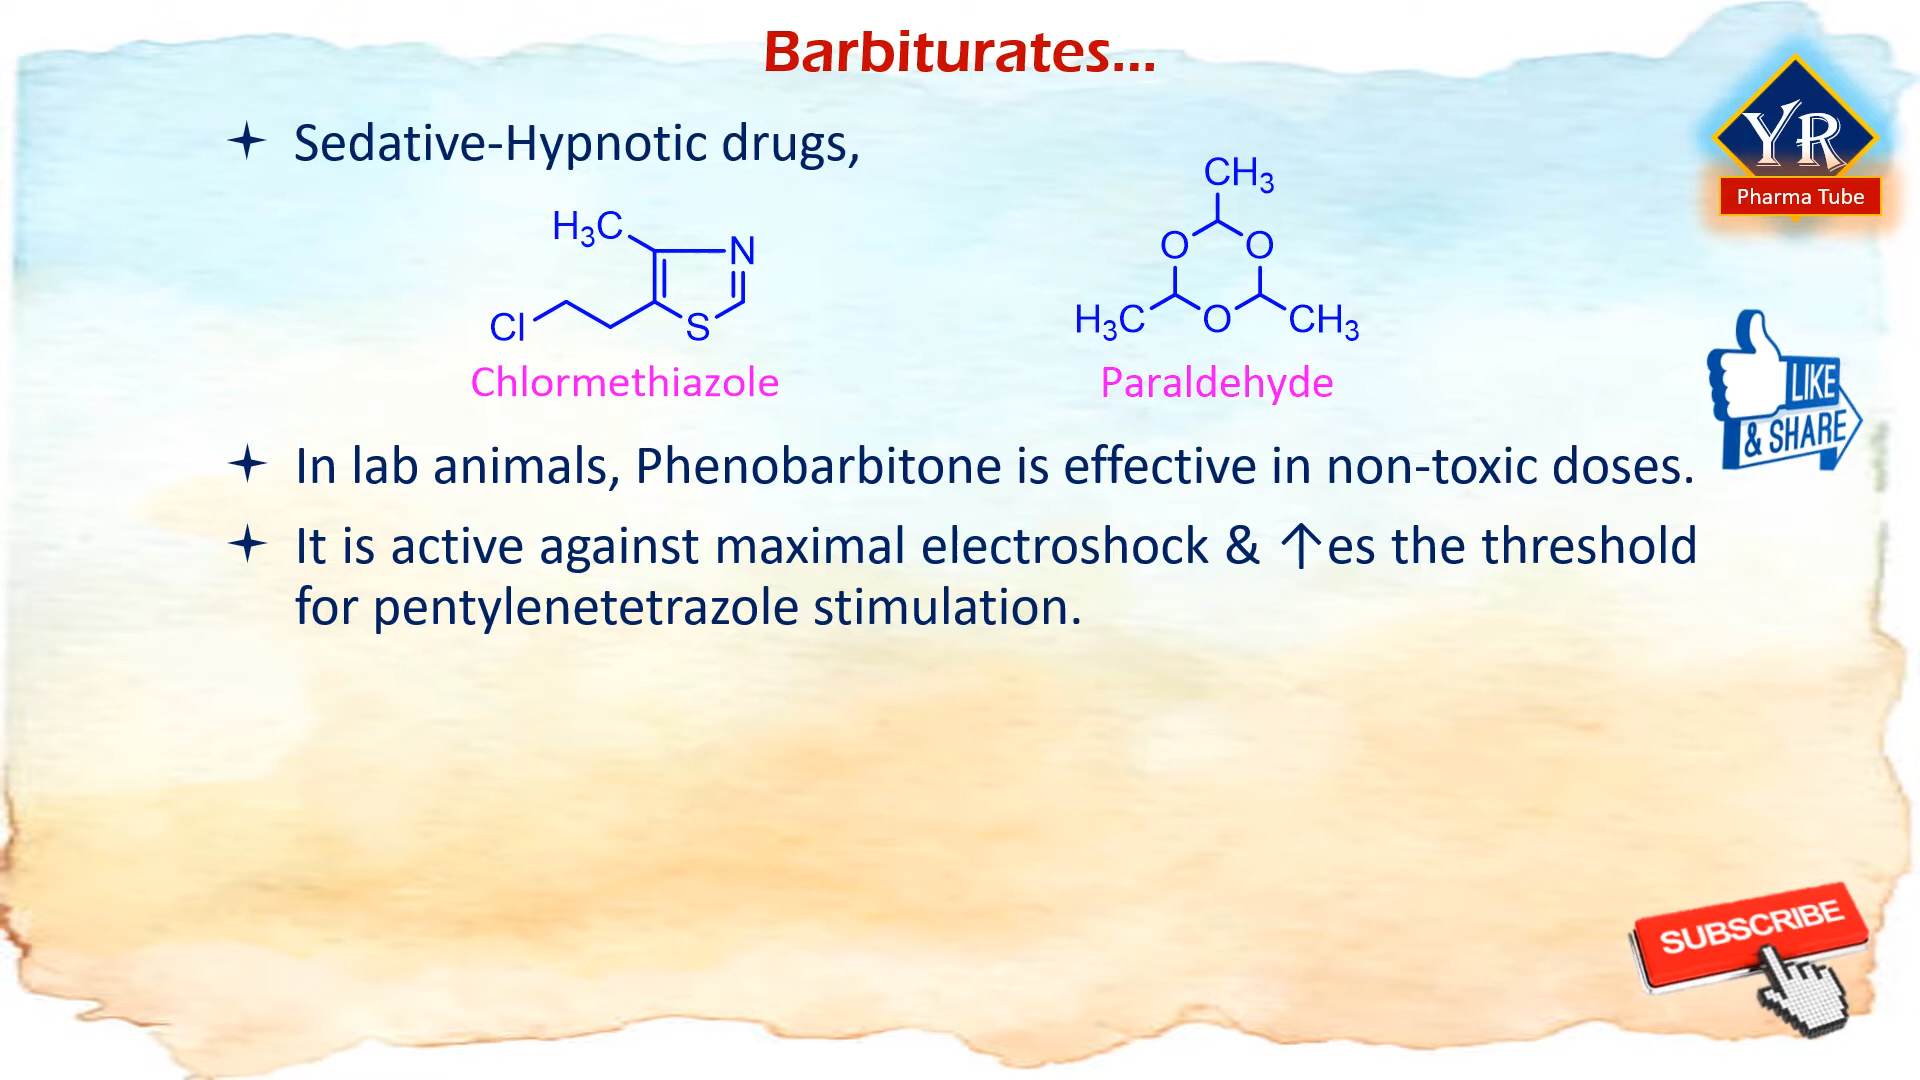 Barbiturates...
YR
Pharma Tube
Sedative-Hypnotic drugs,
H₃C
N
S
Cl
Chlormethiazole
CH₃
O
O
O
H₃C
CH₃
Paraldehyde
LIKE
& SHARE
In lab animals, Phenobarbitone is effective in non-toxic doses.
It is active against maximal electroshock & ↑es the threshold
for pentylenetetrazole stimulation.
SUBSCRIBE